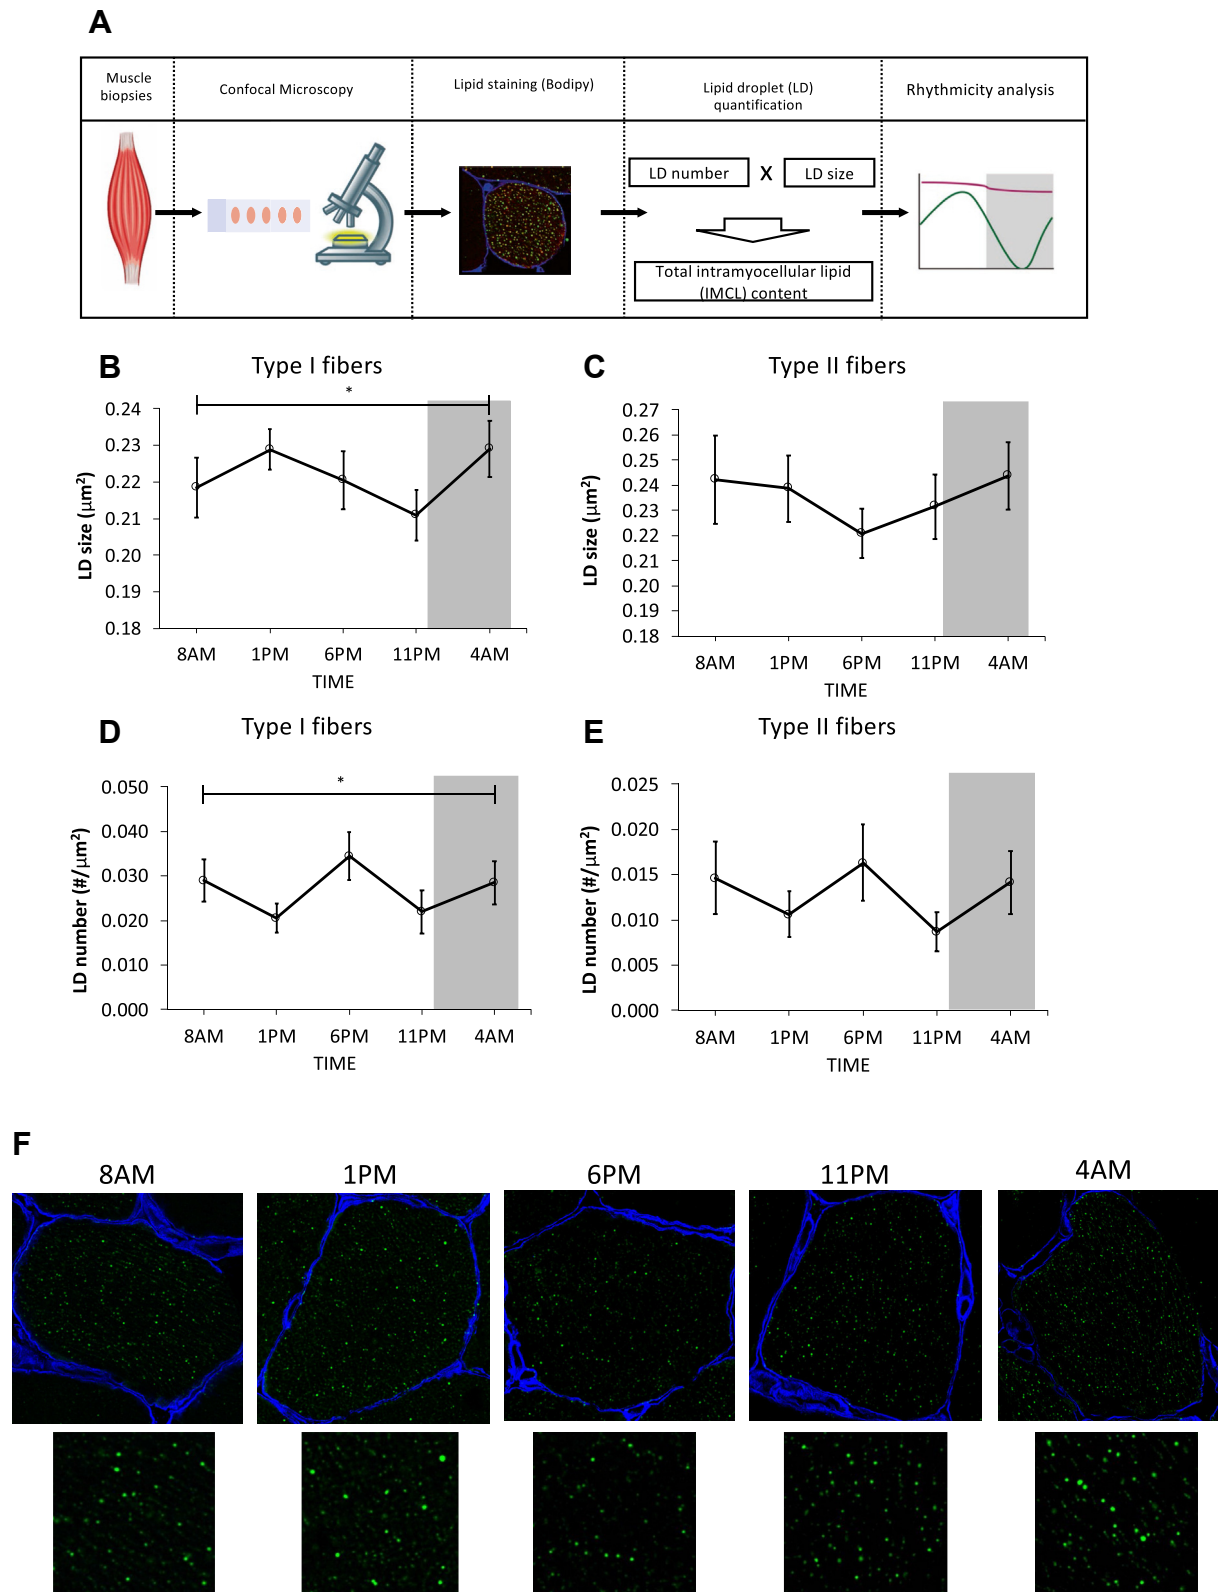 A
Muscle
biopsies
Confocal Microscopy
Lipid staining (Bodipy)
Lipid droplet (LD)
quantification
Rhythmicity analysis
LD number
X
LD size
Total intramyocellular lipid
(IMCL) content
B
Type I fibers
*
0.24
0.23
0.22
0.21
0.20
0.19
0.18
LD size (μm²)
8AM 1PM 6PM 11PM 4AM
TIME
C
Type II fibers
0.27
0.26
0.25
0.24
0.23
0.22
0.21
0.20
0.19
0.18
LD size (μm²)
8AM 1PM 6PM 11PM 4AM
TIME
D
Type I fibers
*
0.050
0.040
0.030
0.020
0.010
0.000
LD number (#/μm²)
8AM 1PM 6PM 11PM 4AM
TIME
E
Type II fibers
0.025
0.020
0.015
0.010
0.005
0.000
LD number (#/μm²)
8AM 1PM 6PM 11PM 4AM
TIME
F
8AM 1PM 6PM 11PM 4AM